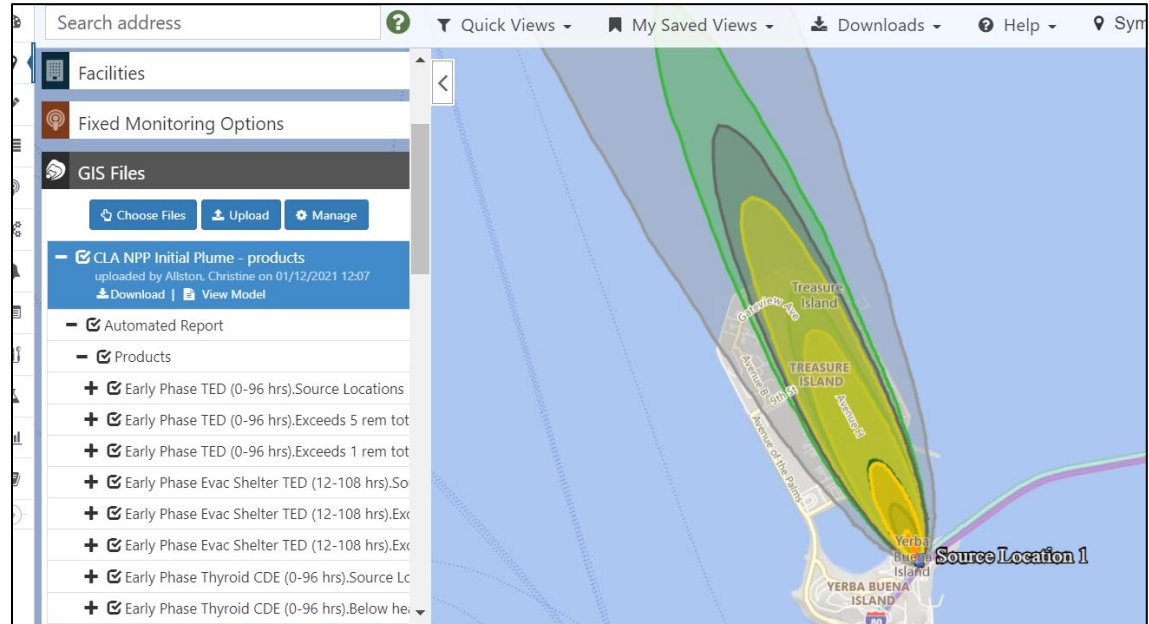 Search address
Quick Views
My Saved Views
Downloads
Help
Sym
Facilities
Fixed Monitoring Options
GIS Files
Choose Files
Upload
Manage
CLA NPP Initial Plume - products
uploaded by Allston, Christine on 01/12/2021 12:07
Download | View Model
Automated Report
Products
Early Phase TED (0-96 hrs).Source Locations
Early Phase TED (0-96 hrs).Exceeds 5 rem tot
Early Phase TED (0-96 hrs).Exceeds 1 rem tot
Early Phase Evac Shelter TED (12-108 hrs).So
Early Phase Evac Shelter TED (12-108 hrs).Exc
Early Phase Evac Shelter TED (12-108 hrs).Exc
Early Phase Thyroid CDE (0-96 hrs).Source Lo
Early Phase Thyroid CDE (0-96 hrs).Below hea
Treasure
Island
Gateview Ave
TREASURE
ISLAND
Avenue B
9th St
Avenue H
Avenue of the Palms
Yerba
Buena
Island
Source Location 1
YERBA BUENA
ISLAND
80